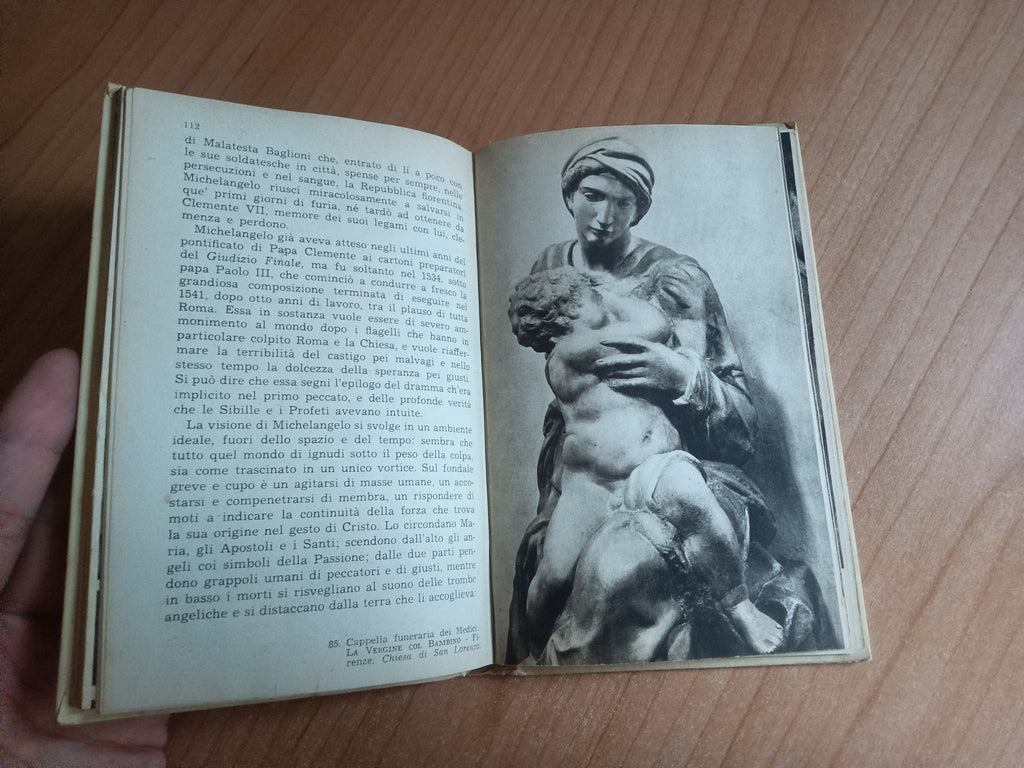 112
di Malatesta Baglioni che, entrato di lì a poco con
le sue soldatesche in città, spense per sempre, nelle
persecuzioni e nel sangue, la Repubblica fiorentina,
Michelangelo riuscì miracolosamente a salvarsi in
que' primi giorni di furia, né tardò ad ottenere da
Clemente VII, memore dei suoi legami con lui, cle-
menza e perdono.
Michelangelo già aveva atteso negli ultimi anni del
pontificato di Papa Clemente ai cartoni preparatori
del Giudizio Finale, ma fu soltanto nel 1534, sotto
papa Paolo III, che cominciò a condurre a fresco la
grandiosa composizione terminata di eseguire nel
1541, dopo otto anni di lavoro, tra il plauso di tutta
Roma. Essa in sostanza vuole essere di severo am-
monimento al mondo dopo i flagelli che hanno in
particolare colpito Roma e la Chiesa, e vuole riaffer-
mare la terribilità del castigo pei malvagi e nello
stesso tempo la dolcezza della speranza pei giusti.
Si può dire che essa segni l'epilogo del dramma ch'era
implicito nel primo peccato, e delle profonde verità
che le Sibille e i Profeti avevano intuite.
La visione di Michelangelo si svolge in un ambiente
ideale, fuori dello spazio e del tempo: sembra che
tutto quel mondo di ignudi sotto il peso della colpa,
sia come trascinato in un unico vortice. Sul fondale
greve e cupo è un agitarsi di masse umane, un acco-
starsi e compenetrarsi di membra, un rispondere di
moti a indicare la continuità della forza che trova
la sua origine nel gesto di Cristo. Lo circondano Ma-
ria, gli Apostoli e i Santi; scendono dall'alto gli an-
geli coi simboli della Passione; dalle due parti pen-
dono grappoli umani di peccatori e di giusti, mentre
in basso i morti si risvegliano al suono delle trombe
angeliche e si distaccano dalla terra che li accoglieva:
85. Cappella funeraria dei Medici.
LA VERGINE COL BAMBINO - Fi-
renze, Chiesa di San Lorenzo.